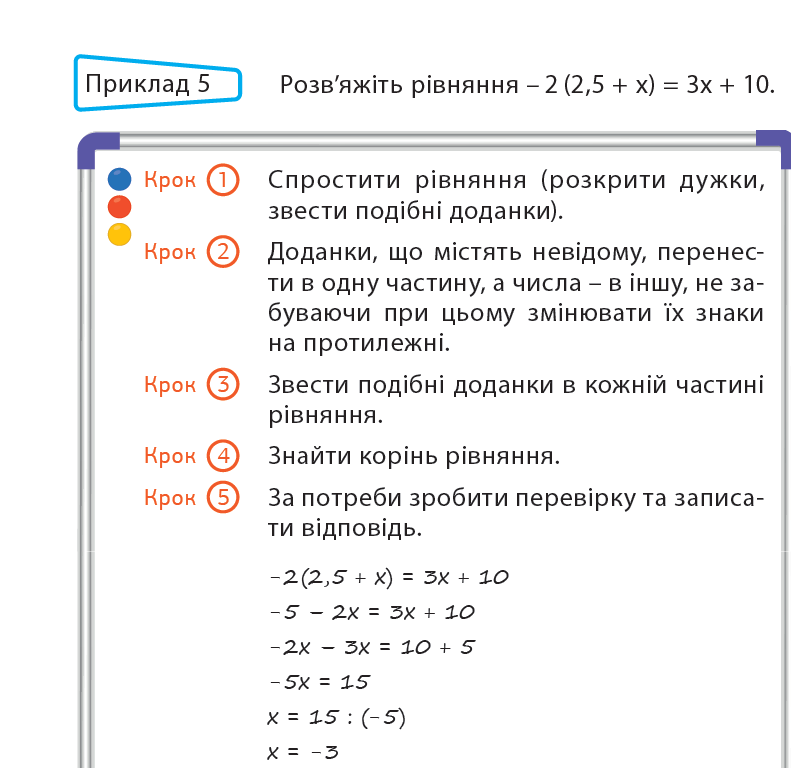 Приклад 5 Розв’яжіть рівняння – 2 (2,5 + x) = 3x + 10.
Крок 1 Спростити рівняння (розкрити дужки,
звести подібні доданки).
Крок 2 Доданки, що містять невідому, перенес-
ти в одну частину, а числа – в іншу, не за-
буваючи при цьому змінювати їх знаки
на протилежні.
Крок 3 Звести подібні доданки в кожній частині
рівняння.
Крок 4 Знайти корінь рівняння.
Крок 5 За потреби зробити перевірку та записа-
ти відповідь.
-2(2,5 + x) = 3x + 10
-5 – 2x = 3x + 10
-2x – 3x = 10 + 5
-5x = 15
x = 15 : (-5)
x = -3